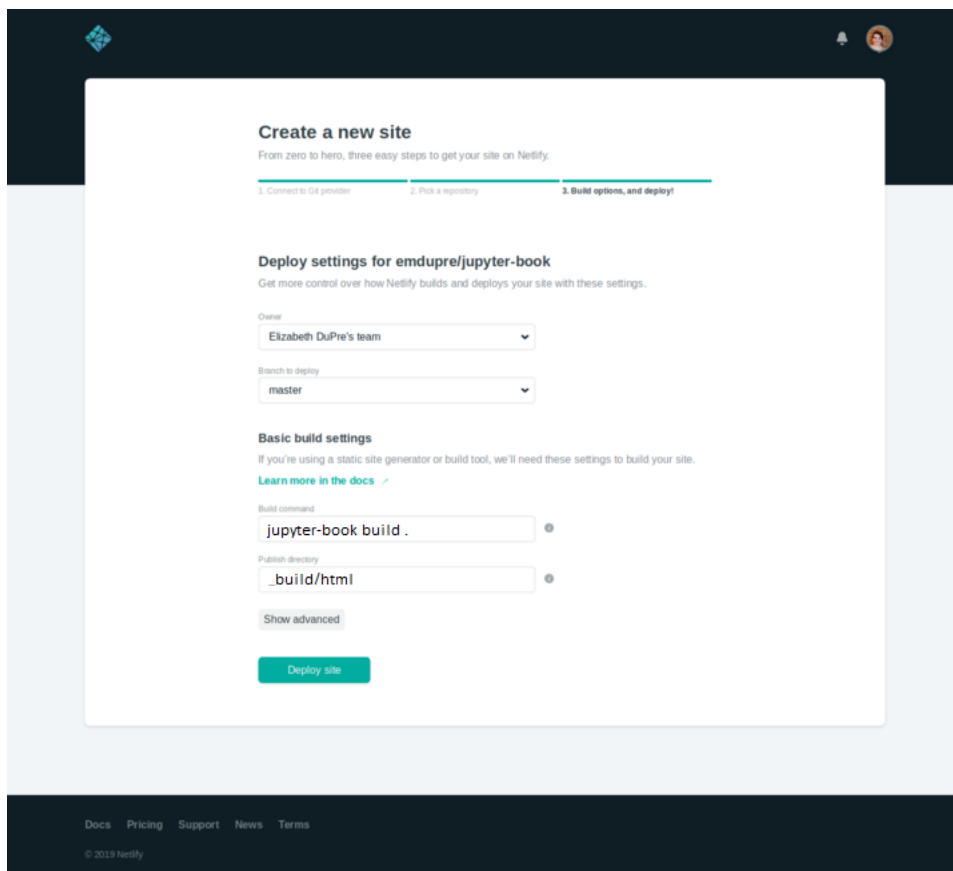 Create a new site
From zero to hero, three easy steps to get your site on Netlify.
1. Connect to Git provider
2. Pick a repository
3. Build options, and deploy!
Deploy settings for emdupre/jupyter-book
Get more control over how Netlify builds and deploys your site with these settings.
Owner
Elizabeth DuPre's team
Branch to deploy
master
Basic build settings
If you're using a static site generator or build tool, we'll need these settings to build your site.
Learn more in the docs
Build command
jupyter-book build .
Publish directory
_build/html
Show advanced
Deploy site
Docs Pricing Support News Terms
© 2019 Netlify